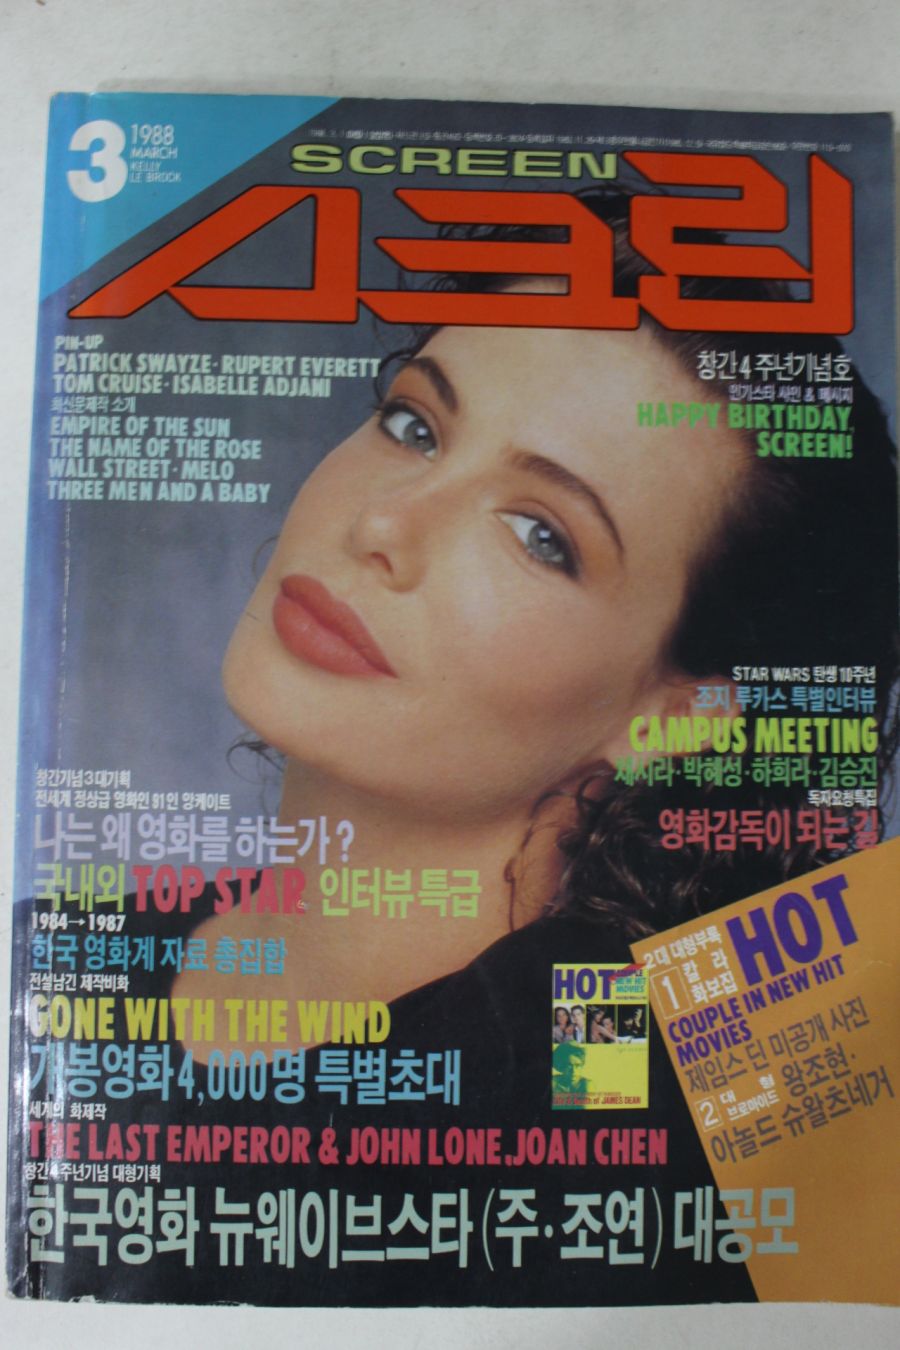 3
1988
MARCH
KELLY
LE BROCK
SCREEN
스크린
PIN-UP
PATRICK SWAYZE · RUPERT EVERETT
TOM CRUISE · ISABELLE ADJANI
최신문제작 소개
EMPIRE OF THE SUN
THE NAME OF THE ROSE
WALL STREET · MELO
THREE MEN AND A BABY
창간 4 주년기념호
인기스타 사인 & 메시지
HAPPY BIRTHDAY,
SCREEN!
STAR WARS 탄생 10주년
조지 루카스 특별인터뷰
CAMPUS MEETING
채시라 · 박혜성 · 하희라 · 김승진
독자요청특집
영화감독이 되는 길
창간기념 3대기획
전세계 정상급 영화인 91인 앙케이트
나는 왜 영화를 하는가?
국내외 TOP STAR 인터뷰 특급
1984→1987
한국 영화계 자료 총집합
전설남긴 제작비화
GONE WITH THE WIND
개봉영화 4,000명 특별초대
세계의 화제작
THE LAST EMPEROR & JOHN LONE, JOAN CHEN
창간 4주년기념 대형기획
한국영화 뉴웨이브스타 (주·조연) 대공모
2대 대형부록
1 칼라 화보집
HOT
COUPLE IN NEW HIT
MOVIES
제임스 딘 미공개 사진
2 대형 브로마이드 왕조현·
아놀드 슈왈츠네거
HOT COUPLE
NEW HIT
MOVIES
of JAMES DEAN